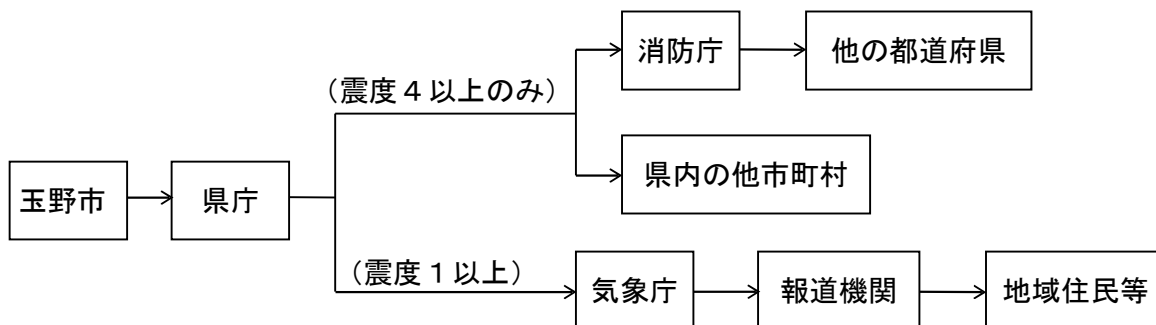 消防庁
他の都道府県
（震度４以上のみ）
県内の他市町村
玉野市
県庁
（震度１以上）
気象庁
報道機関
地域住民等